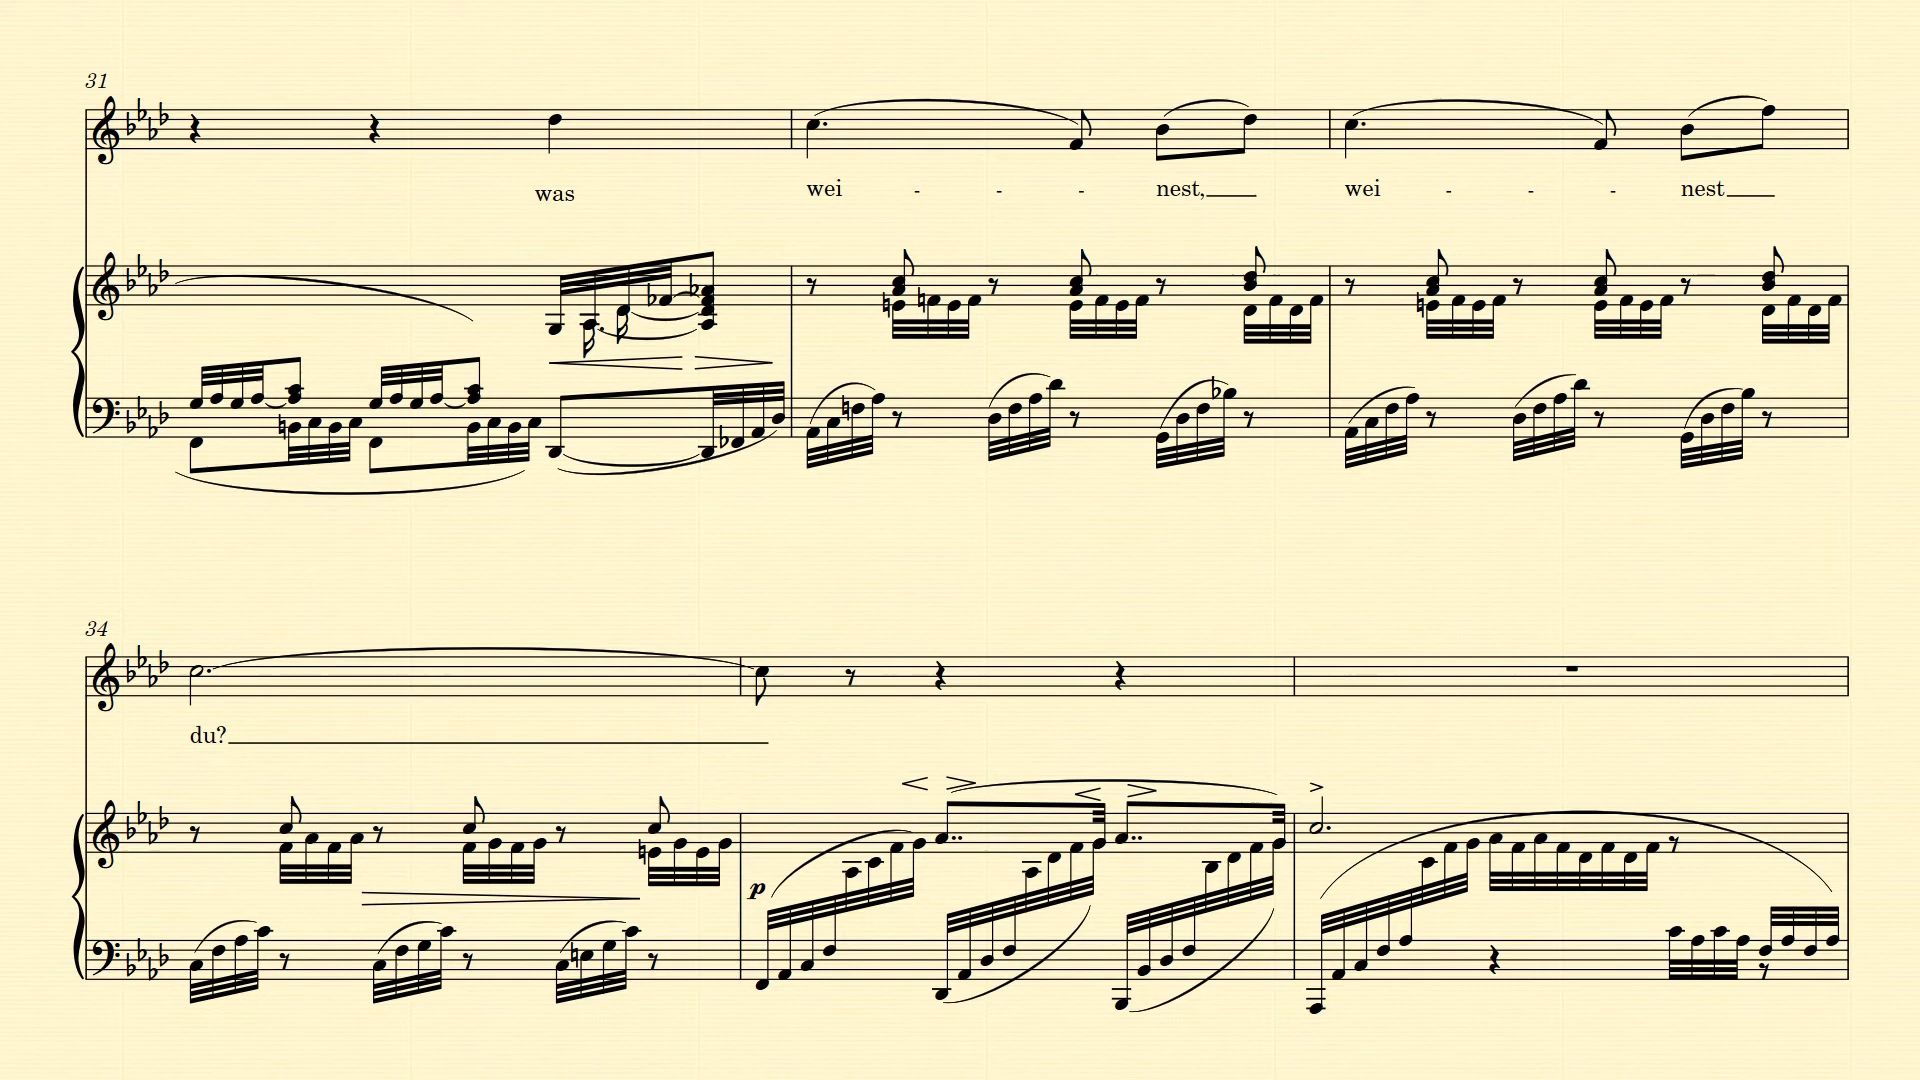 31
was wei - - - nest, wei - - - nest
34
du?
p